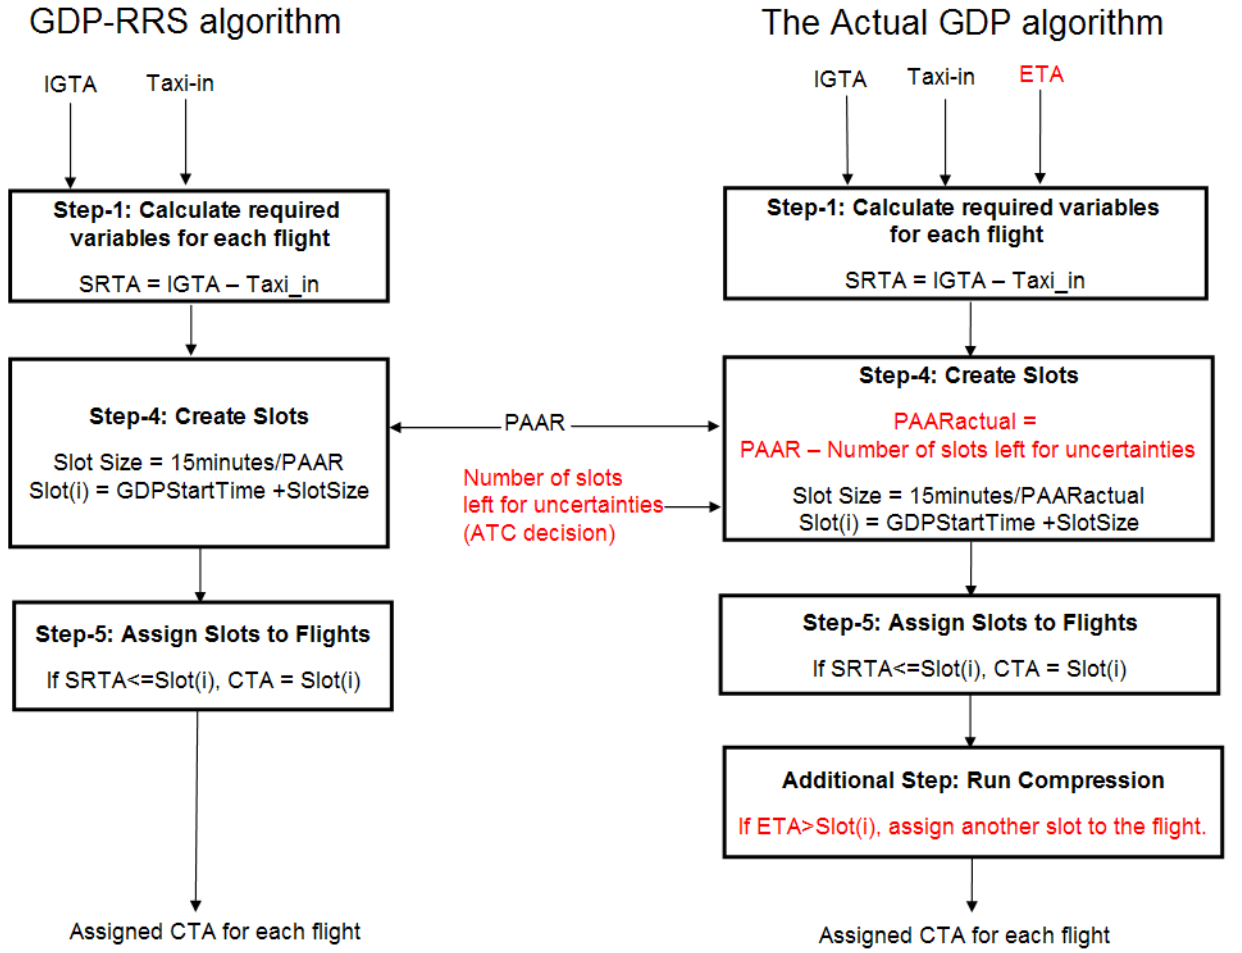 GDP-RRS algorithm
IGTA
Taxi-in
Step-1: Calculate required
variables for each flight
SRTA = IGTA – Taxi_in
Step-4: Create Slots
Slot Size = 15minutes/PAAR
Slot(i) = GDPStartTime +SlotSize
Step-5: Assign Slots to Flights
If SRTA<=Slot(i), CTA = Slot(i)
Assigned CTA for each flight
PAAR
Number of slots
left for uncertainties
(ATC decision)
The Actual GDP algorithm
IGTA
Taxi-in
ETA
Step-1: Calculate required variables
for each flight
SRTA = IGTA – Taxi_in
Step-4: Create Slots
PAARactual =
PAAR – Number of slots left for uncertainties
Slot Size = 15minutes/PAARactual
Slot(i) = GDPStartTime +SlotSize
Step-5: Assign Slots to Flights
If SRTA<=Slot(i), CTA = Slot(i)
Additional Step: Run Compression
If ETA>Slot(i), assign another slot to the flight.
Assigned CTA for each flight